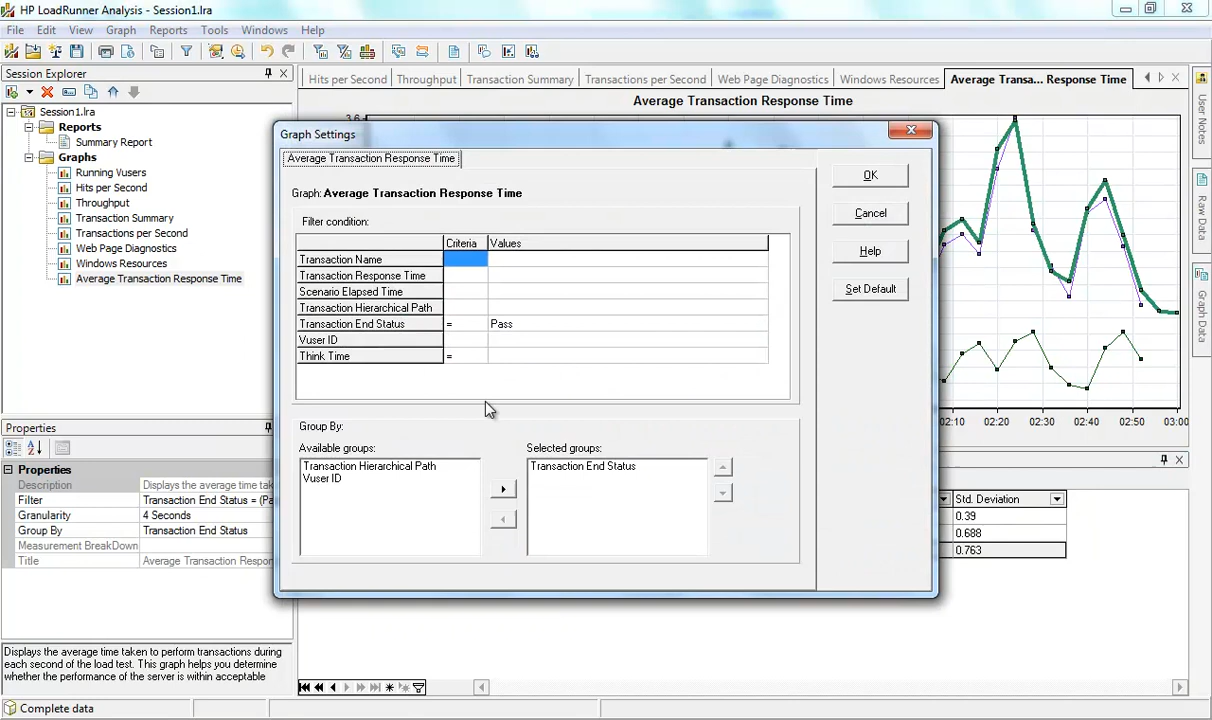 HP LoadRunner Analysis - Session1.lra
File Edit View Graph Reports Tools Windows Help
Session Explorer
Session1.lra
Reports
Summary Report
Graphs
Running Vusers
Hits per Second
Throughput
Transaction Summary
Transactions per Second
Web Page Diagnostics
Windows Resources
Average Transaction Response Time
Properties
Properties
Description Displays the average time take
Filter Transaction End Status = (Pa
Granularity 4 Seconds
Group By Transaction End Status
Measurement BreakDown
Title Average Transaction Respon
Displays the average time taken to perform transactions during
each second of the load test. This graph helps you determine
whether the performance of the server is within acceptable
Complete data
Hits per Second Throughput Transaction Summary Transactions per Second Web Page Diagnostics Windows Resources Average Transa... Response Time
Average Transaction Response Time
3.6
02:10 02:20 02:30 02:40 02:50 03:00
Std. Deviation
0.39
0.688
0.763
User Notes
Raw Data
Graph Data
Graph Settings
Average Transaction Response Time
Graph: Average Transaction Response Time
Filter condition:
Criteria Values
Transaction Name
Transaction Response Time
Scenario Elapsed Time
Transaction Hierarchical Path
Transaction End Status = Pass
Vuser ID
Think Time =
Group By:
Available groups:
Transaction Hierarchical Path
Vuser ID
Selected groups:
Transaction End Status
OK
Cancel
Help
Set Default